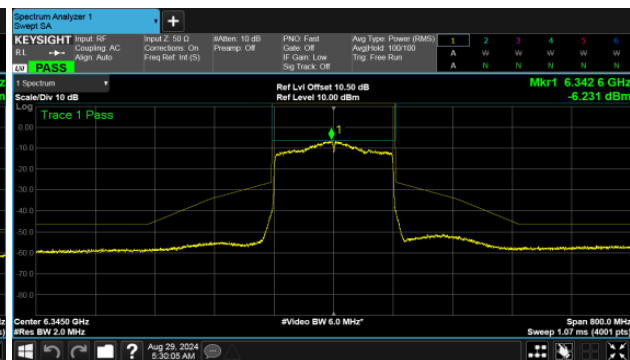 Spectrum Analyzer 1
Swept SA
+
KEYSIGHT Input: RF Input Z: 50 Ω #Atten: 10 dB PNO: Fast Avg Type: Power (RMS) 1 2 3 4 5 6
RL Coupling: AC Corrections: On Preamp: Off Gate: Off Avg|Hold: 100/100 A W W W W W
Align: Auto Freq Ref: Int (S) IF Gain: Low Trig: Free Run
LXI PASS Sig Track: Off A N N N N N
1 Spectrum Ref Lvl Offset 10.50 dB Mkr1 6.342 6 GHz
Scale/Div 10 dB Ref Level 10.00 dBm -6.231 dBm
Log
Trace 1 Pass
0.00
1
-10.0
-20.0
-30.0
-40.0
-50.0
-60.0
-70.0
-80.0
Center 6.3450 GHz #Video BW 6.0 MHz* Span 800.0 MHz
#Res BW 2.0 MHz Sweep 1.07 ms (4001 pts)
? Aug 29, 2024
5:30:05 AM